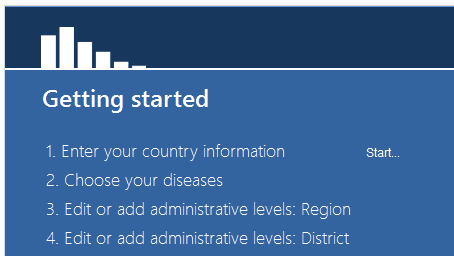 Getting started
1. Enter your country information Start...
2. Choose your diseases
3. Edit or add administrative levels: Region
4. Edit or add administrative levels: District